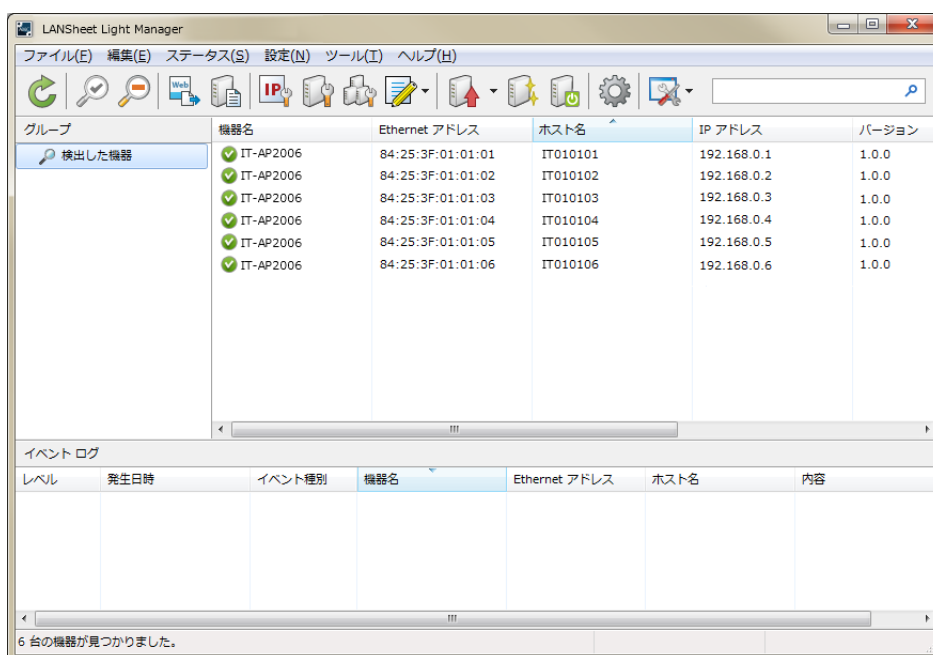 LANSheet Light Manager
ファイル(F) 編集(E) ステータス(S) 設定(N) ツール(T) ヘルプ(H)
Web IP
グループ
機器名 Ethernet アドレス ホスト名 IP アドレス バージョン
検出した機器
IT-AP2006 84:25:3F:01:01:01 IT010101 192.168.0.1 1.0.0
IT-AP2006 84:25:3F:01:01:02 IT010102 192.168.0.2 1.0.0
IT-AP2006 84:25:3F:01:01:03 IT010103 192.168.0.3 1.0.0
IT-AP2006 84:25:3F:01:01:04 IT010104 192.168.0.4 1.0.0
IT-AP2006 84:25:3F:01:01:05 IT010105 192.168.0.5 1.0.0
IT-AP2006 84:25:3F:01:01:06 IT010106 192.168.0.6 1.0.0
イベント ログ
レベル 発生日時 イベント種別 機器名 Ethernet アドレス ホスト名 内容
6 台の機器が見つかりました。